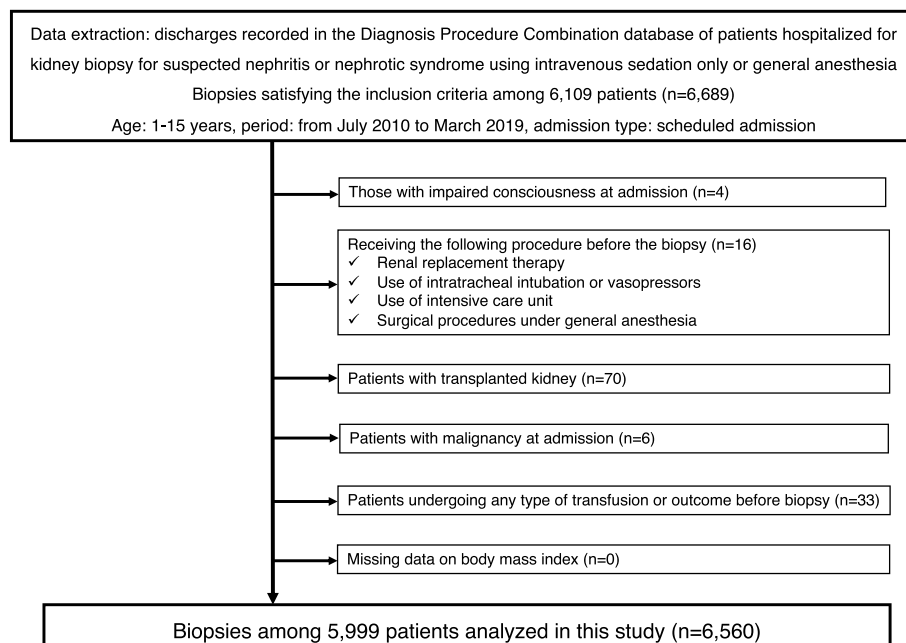 Data extraction: discharges recorded in the Diagnosis Procedure Combination database of patients hospitalized for
kidney biopsy for suspected nephritis or nephrotic syndrome using intravenous sedation only or general anesthesia
Biopsies satisfying the inclusion criteria among 6,109 patients (n=6,689)
Age: 1-15 years, period: from July 2010 to March 2019, admission type: scheduled admission
Those with impaired consciousness at admission (n=4)
Receiving the following procedure before the biopsy (n=16)
✓ Renal replacement therapy
✓ Use of intratracheal intubation or vasopressors
✓ Use of intensive care unit
✓ Surgical procedures under general anesthesia
Patients with transplanted kidney (n=70)
Patients with malignancy at admission (n=6)
Patients undergoing any type of transfusion or outcome before biopsy (n=33)
Missing data on body mass index (n=0)
Biopsies among 5,999 patients analyzed in this study (n=6,560)